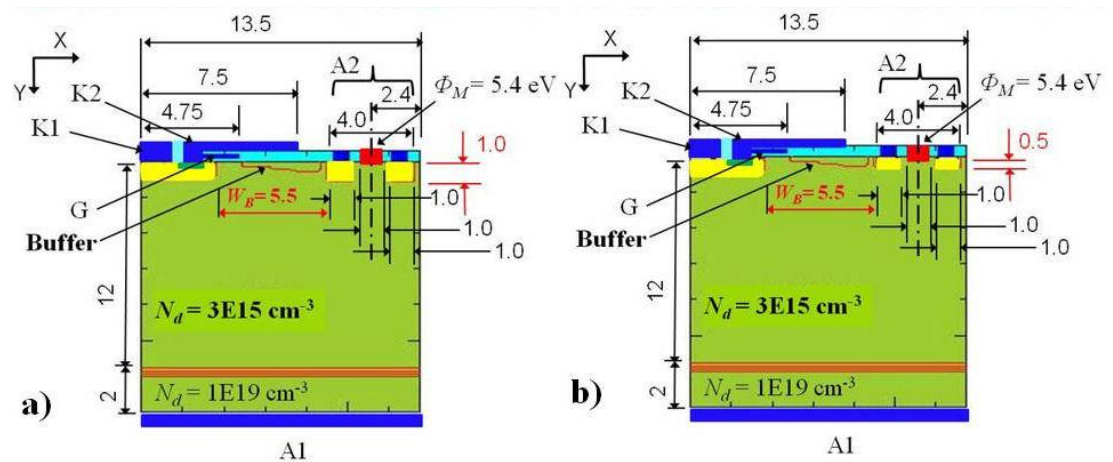 13.5
X
Y
A2
7.5
2.4
Φ_M = 5.4 eV
K2
4.75
4.0
K1
1.0
G
W_B = 5.5
1.0
Buffer
1.0
1.0
12
N_d = 3E15 cm⁻³
2
N_d = 1E19 cm⁻³
a)
A1
13.5
X
Y
A2
7.5
2.4
Φ_M = 5.4 eV
K2
4.75
4.0
K1
0.5
G
W_B = 5.5
1.0
Buffer
1.0
1.0
12
N_d = 3E15 cm⁻³
2
N_d = 1E19 cm⁻³
b)
A1